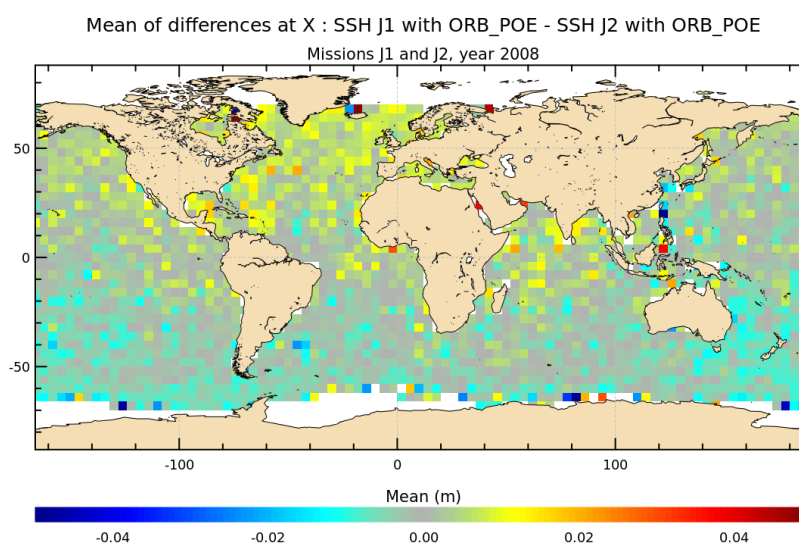 Mean of differences at X : SSH J1 with ORB_POE - SSH J2 with ORB_POE
Missions J1 and J2, year 2008
50
0
-50
-100 0 100
Mean (m)
-0.04 -0.02 0.00 0.02 0.04